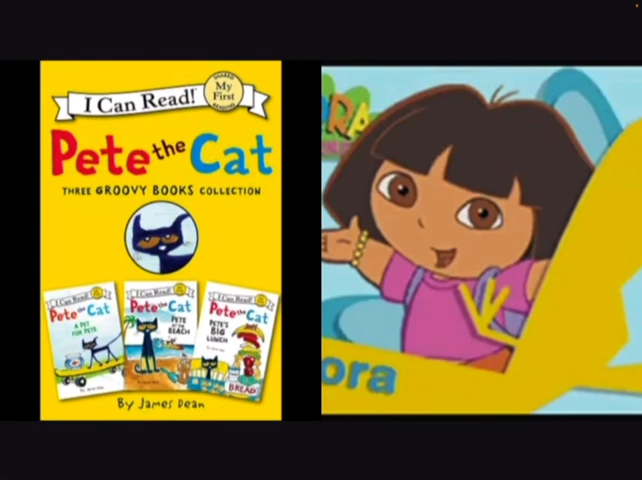 I Can Read!
SHARED My First READING
Pete the Cat
THREE GROOVY BOOKS COLLECTION
I Can Read!
Pete the Cat
A PET FOR PETE
I Can Read!
Pete the Cat
PETE AT THE BEACH
I Can Read!
Pete the Cat
PETE'S BIG LUNCH
BREAD
By James Dean
ora